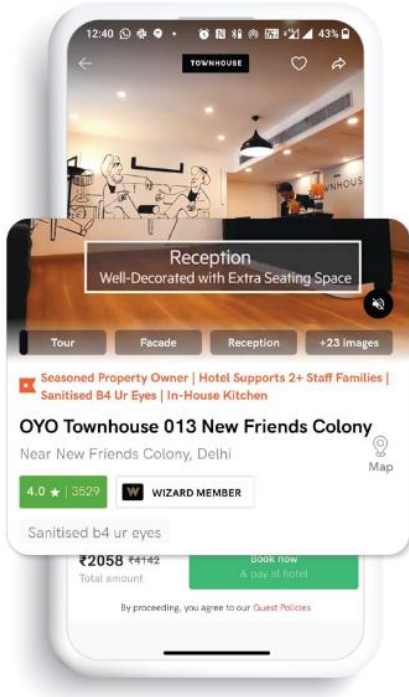 12:40
43%
TOWNHOUSE
Reception
Well-Decorated with Extra Seating Space
Tour
Facade
Reception
+23 images
Seasoned Property Owner | Hotel Supports 2+ Staff Families |
Sanitised B4 Ur Eyes | In-House Kitchen
OYO Townhouse 013 New Friends Colony
Near New Friends Colony, Delhi
Map
4.0 ★ | 3529
W WIZARD MEMBER
Sanitised b4 ur eyes
₹2058 ₹4142
Total amount
Book now
& pay at hotel
By proceeding, you agree to our Guest Policies